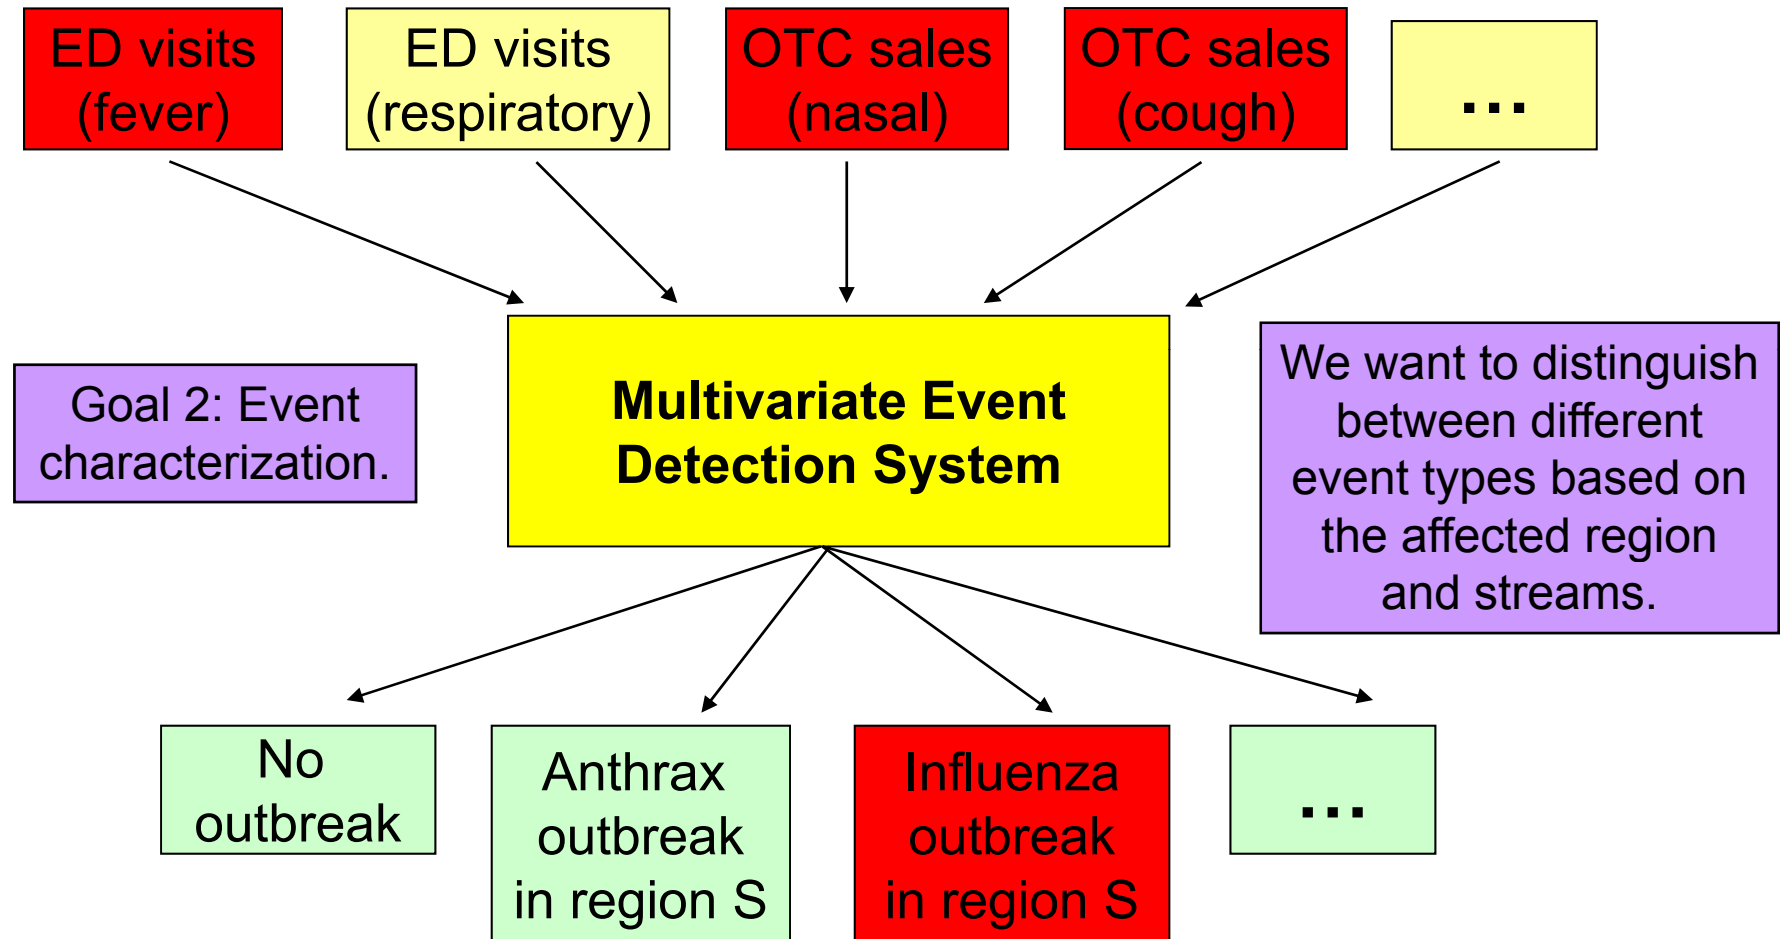 ED visits
(fever)
ED visits
(respiratory)
OTC sales
(nasal)
OTC sales
(cough)
...
Goal 2: Event
characterization.
Multivariate Event
Detection System
We want to distinguish
between different
event types based on
the affected region
and streams.
No
outbreak
Anthrax
outbreak
in region S
Influenza
outbreak
in region S
...